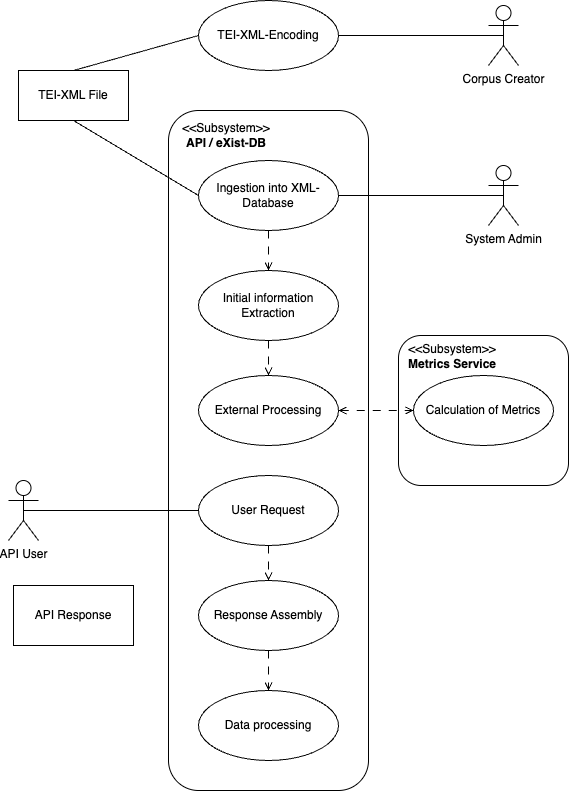 TEI-XML-Encoding
Corpus Creator
TEI-XML File
<<Subsystem>>
API / eXist-DB
Ingestion into XML-
Database
System Admin
Initial information
Extraction
<<Subsystem>>
Metrics Service
External Processing
Calculation of Metrics
User Request
API User
API Response
Response Assembly
Data processing